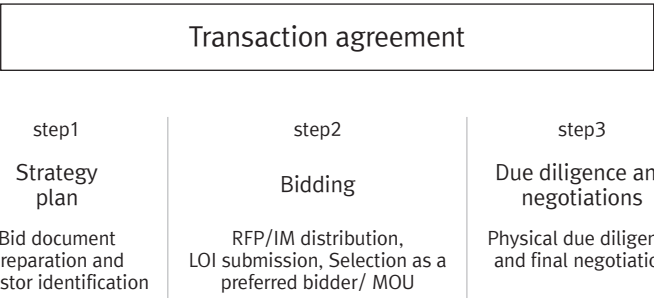 Transaction agreement
step1
Strategy
plan
Bid document
reparation and
stor identification
step2
Bidding
RFP/IM distribution,
LOI submission, Selection as a
preferred bidder/ MOU
step3
Due diligence an
negotiations
Physical due diligen
and final negotiatio